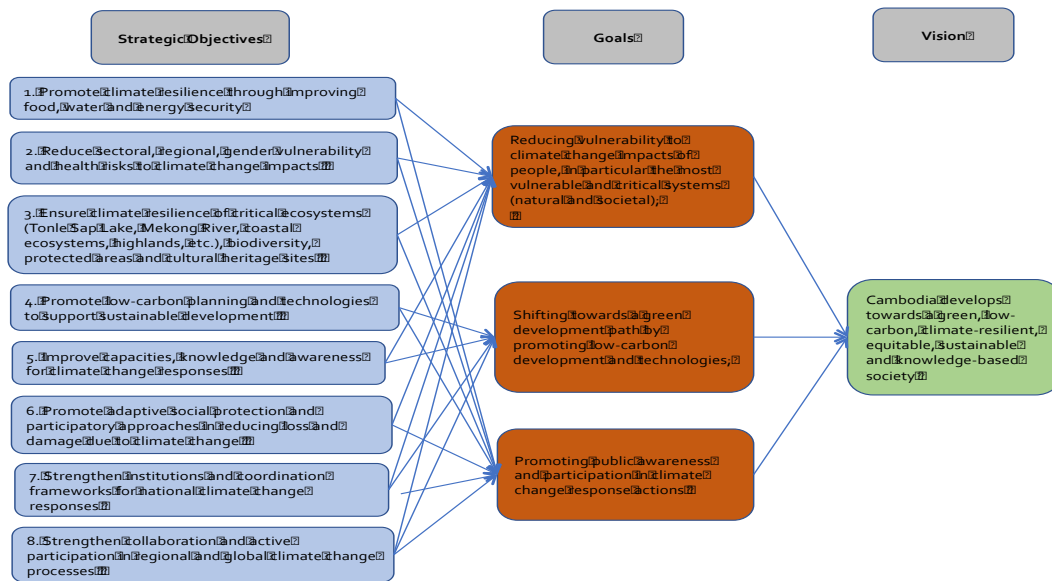 Strategic Objectives
Goals
Vision
1. Promote climate resilience through improving
food, water and energy security
2. Reduce sectoral, regional, gender vulnerability
and health risks to climate change impacts
3. Ensure climate resilience of critical ecosystems
(Tonle Sap Lake, Mekong River, coastal
ecosystems, highlands, etc.), biodiversity,
protected areas and cultural heritage sites
4. Promote low-carbon planning and technologies
to support sustainable development
5. Improve capacities, knowledge and awareness
for climate change responses
6. Promote adaptive social protection and
participatory approaches in reducing loss and
damage due to climate change
7. Strengthen institutions and coordination
frameworks for national climate change
responses
8. Strengthen collaboration and active
participation in regional and global climate change
processes
Reducing vulnerability to
climate change impacts of
people, in particular the most
vulnerable and critical systems
(natural and societal);
Shifting towards a green
development path by
promoting low-carbon
development and technologies;
Promoting public awareness
and participation in climate
change response actions
Cambodia develops
towards a green, low-
carbon, climate-resilient,
equitable, sustainable
and knowledge-based
society